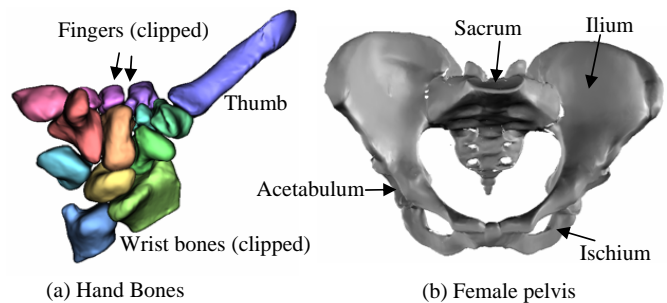 Fingers (clipped)
Thumb
Wrist bones (clipped)
(a) Hand Bones
Sacrum
Ilium
Acetabulum
Ischium
(b) Female pelvis